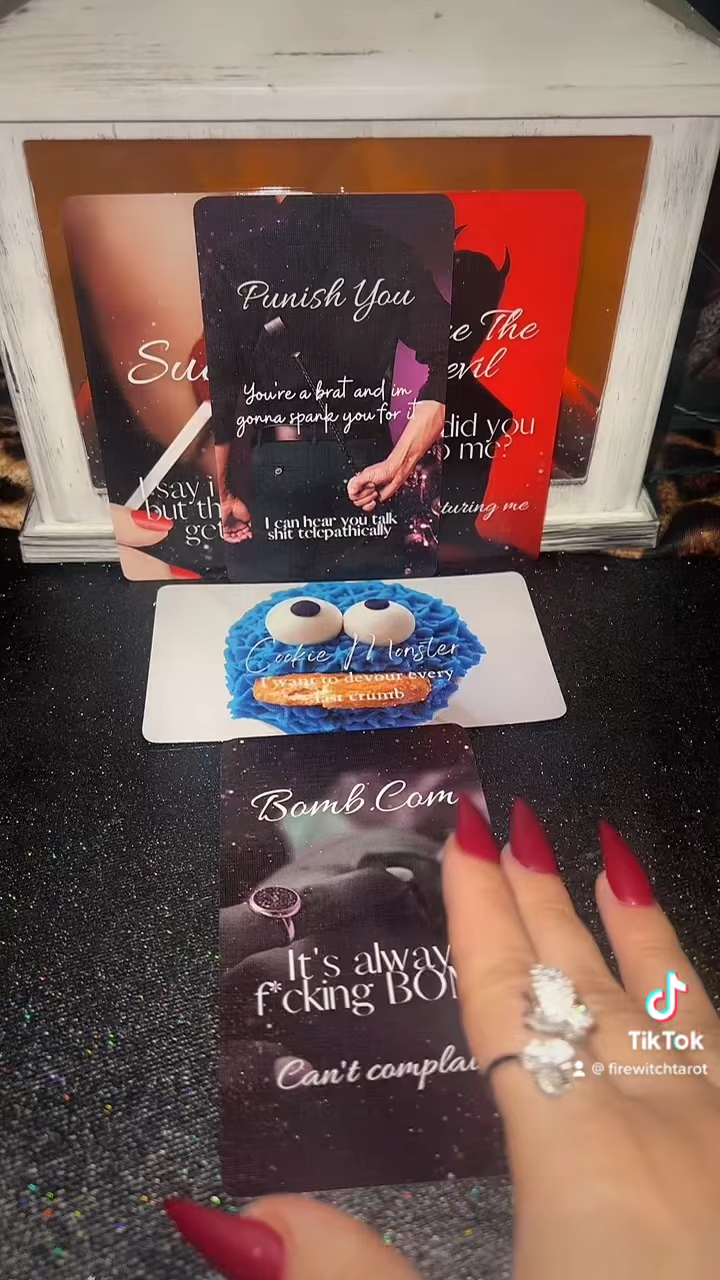 Punish You
You're a brat and im
gonna spank you for it
I can hear you talk
shit telepathically
I say i
but th
get
The
did you
me?
turing me
Cookie Monster
I want to devour every
last crumb
Bomb.Com
It's alway
f*cking BOM
Can't complai
TikTok
@firewitchtarot